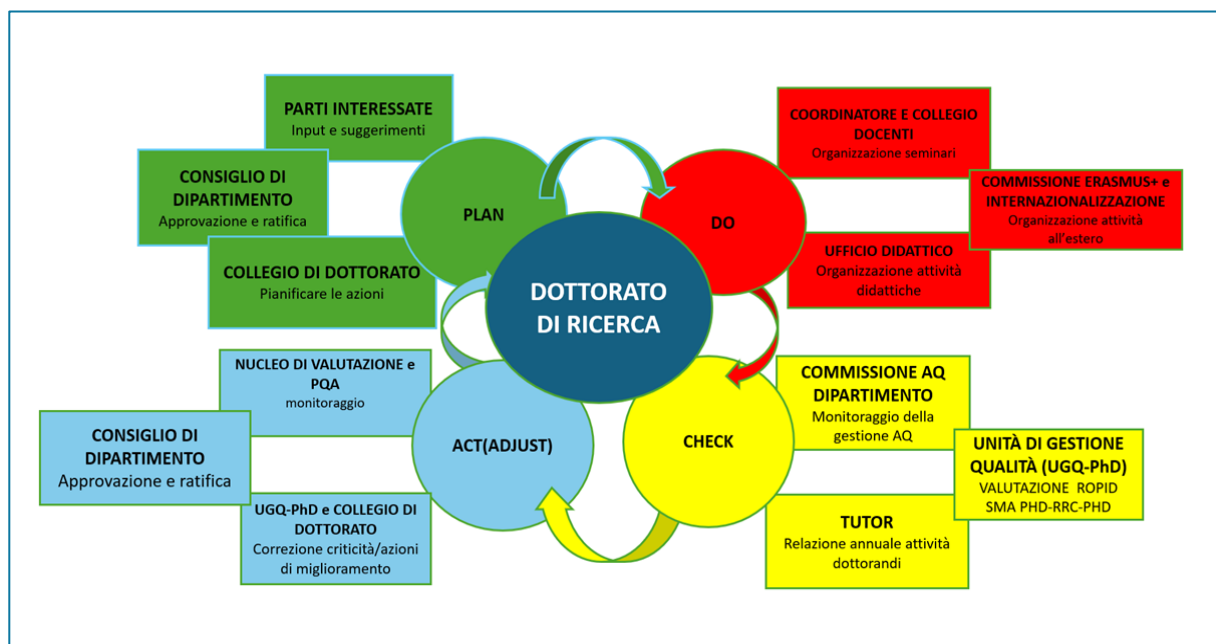 PARTI INTERESSATE
Input e suggerimenti
CONSIGLIO DI
DIPARTIMENTO
Approvazione e ratifica
COLLEGIO DI DOTTORATO
Pianificare le azioni
PLAN
COORDINATORE E COLLEGIO
DOCENTI
Organizzazione seminari
COMMISSIONE ERASMUS+ e
INTERNAZIONALIZZAZIONE
Organizzazione attività
all'estero
UFFICIO DIDATTICO
Organizzazione attività
didattiche
DO
DOTTORATO
DI RICERCA
NUCLEO DI VALUTAZIONE e
PQA
monitoraggio
CONSIGLIO DI
DIPARTIMENTO
Approvazione e ratifica
UGQ-PhD e COLLEGIO DI
DOTTORATO
Correzione criticità/azioni
di miglioramento
ACT(ADJUST)
CHECK
COMMISSIONE AQ
DIPARTIMENTO
Monitoraggio della
gestione AQ
UNITÀ DI GESTIONE
QUALITÀ (UGQ-PhD)
VALUTAZIONE ROPID
SMA PHD-RRC-PHD
TUTOR
Relazione annuale attività
dottorandi